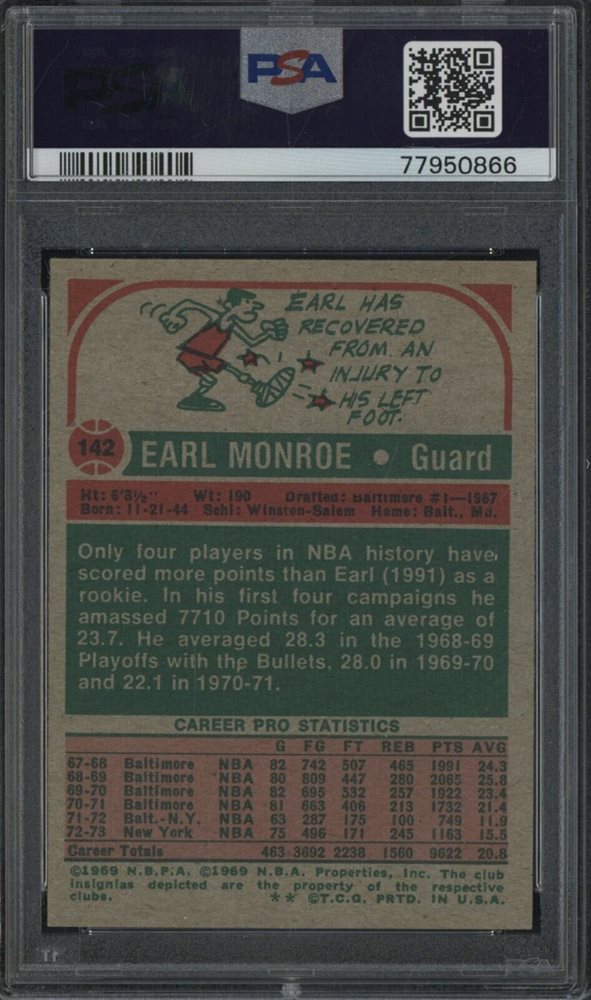 PSA
PSA
77950866
EARL HAS
RECOVERED
FROM AN
INJURY TO
HIS LEFT
FOOT.
142
EARL MONROE • Guard
Ht: 6'3½" Wt: 190 Drafted: Baltimore #1—1967
Born: 11-21-44 Schl: Winston-Salem Home: Balt., Md.
Only four players in NBA history have
scored more points than Earl (1991) as a
rookie. In his first four campaigns he
amassed 7710 Points for an average of
23.7. He averaged 28.3 in the 1968-69
Playoffs with the Bullets, 28.0 in 1969-70
and 22.1 in 1970-71.
CAREER PRO STATISTICS
G FG FT REB PTS AVG
67-68 Baltimore NBA 82 742 507 465 1991 24.3
68-69 Baltimore NBA 80 809 447 280 2065 25.8
69-70 Baltimore NBA 82 695 532 257 1922 23.4
70-71 Baltimore NBA 81 663 406 213 1732 21.4
71-72 Balt.-N.Y. NBA 63 287 175 100 749 11.9
72-73 New York NBA 75 496 171 245 1163 15.5
Career Totals 463 3692 2238 1560 9622 20.8
©1969 N.B.P.A. ©1969 N.B.A. Properties, Inc. The club
insignias depicted are the property of the respective
clubs. ** ©T.C.G. PRTD. IN U.S.A.